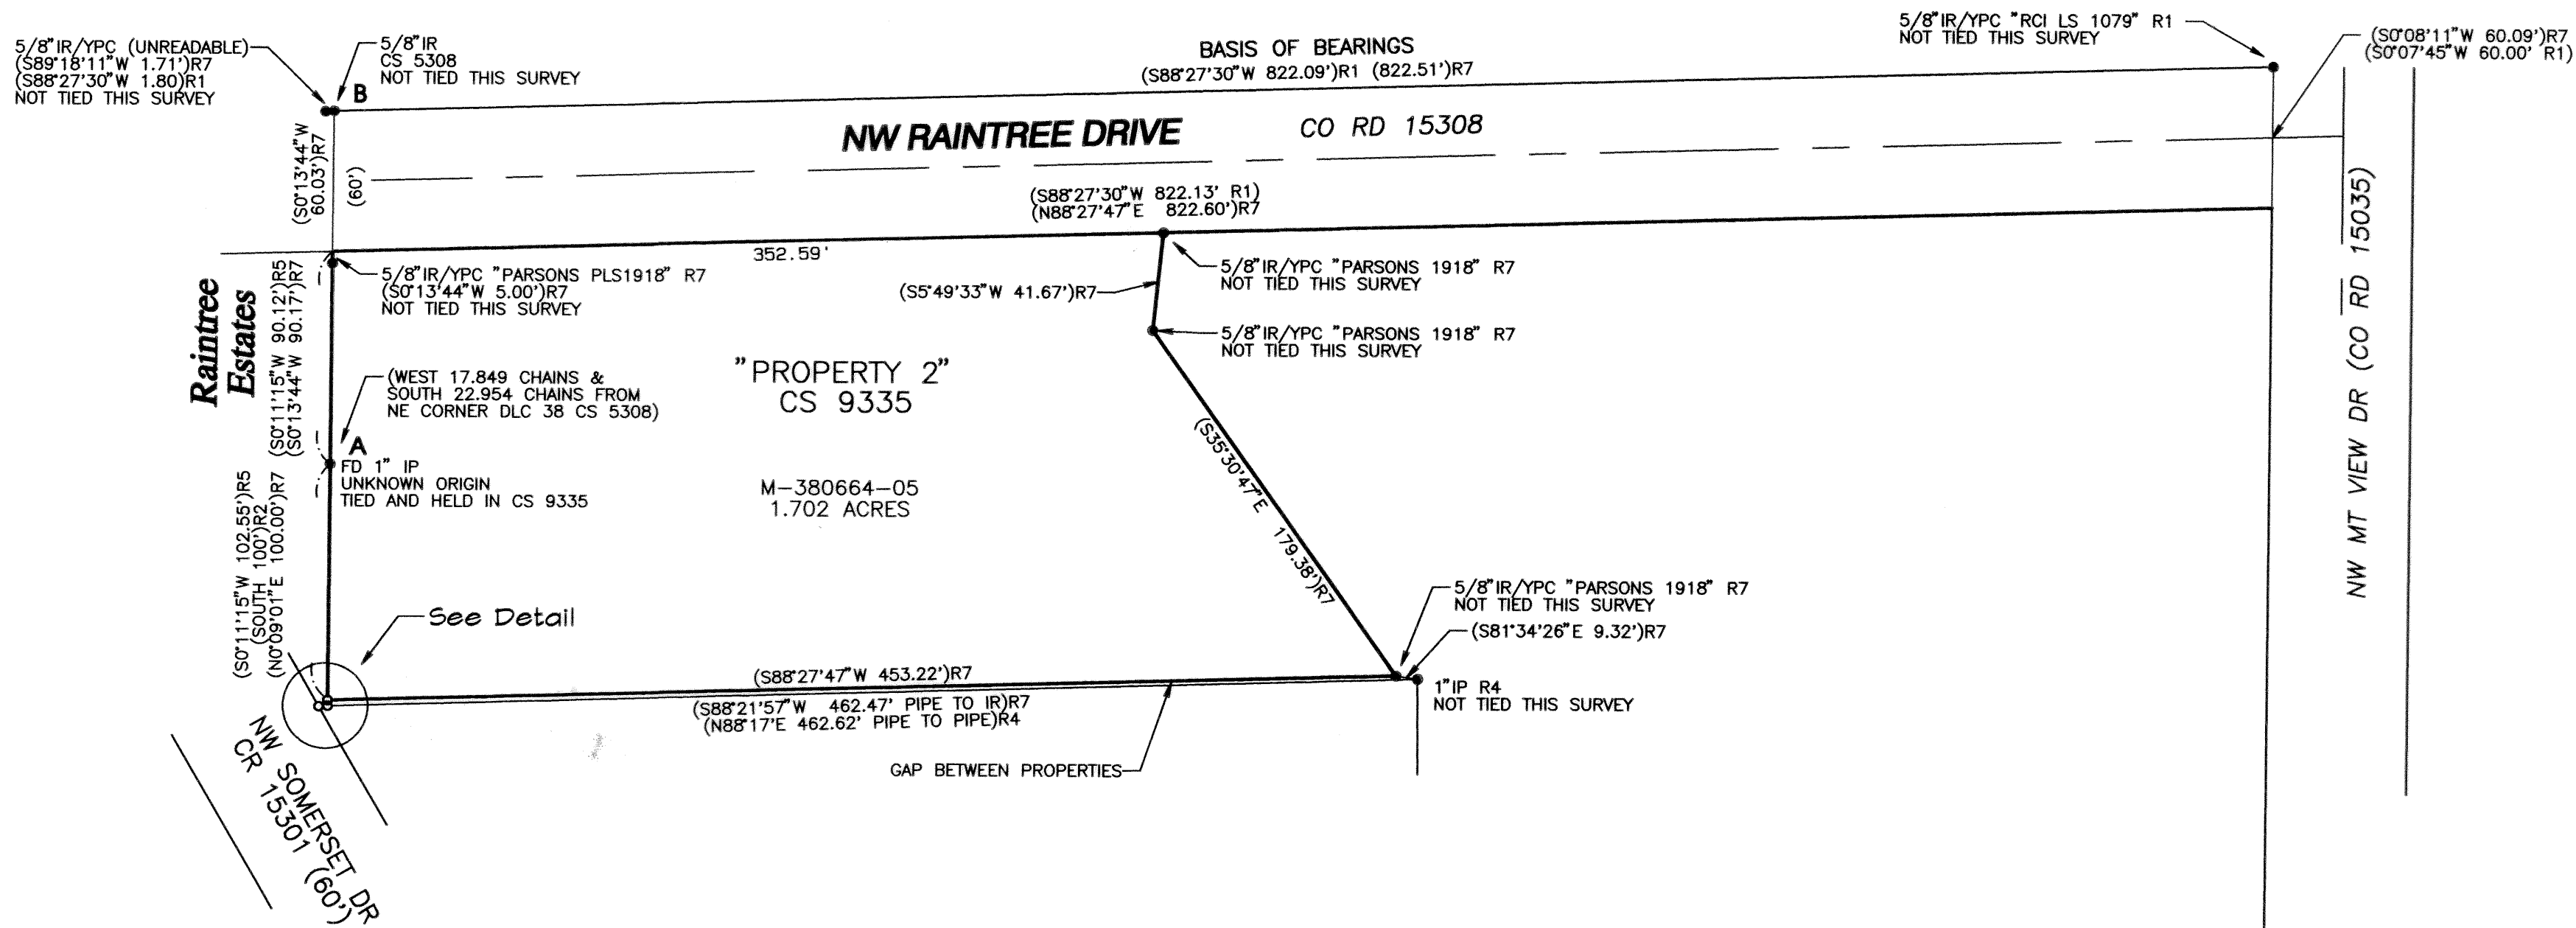 5/8"IR/YPC (UNREADABLE)
(S89°18'11"W 1.71')R7
(S88°27'30"W 1.80)R1
NOT TIED THIS SURVEY
5/8"IR
CS 5308
NOT TIED THIS SURVEY
B
BASIS OF BEARINGS
(S88°27'30"W 822.09')R1 (822.51')R7
5/8"IR/YPC "RCI LS 1079" R1
NOT TIED THIS SURVEY
(S0°08'11"W 60.09')R7
(S0°07'45"W 60.00' R1)
NW RAINTREE DRIVE
CO RD 15308
(S0°13'44"W
60.03')R7
(60')
(S88°27'30"W 822.13' R1)
(N88°27'47"E 822.60')R7
352.59'
5/8"IR/YPC "PARSONS PLS1918" R7
(S0°13'44"W 5.00')R7
NOT TIED THIS SURVEY
5/8"IR/YPC "PARSONS 1918" R7
NOT TIED THIS SURVEY
(S5°49'33"W 41.67')R7
5/8"IR/YPC "PARSONS 1918" R7
NOT TIED THIS SURVEY
Raintree
Estates
(S0°11'15"W 90.12')R5
(S0°13'44"W 90.17')R7
"PROPERTY 2"
CS 9335
(WEST 17.849 CHAINS &
SOUTH 22.954 CHAINS FROM
NE CORNER DLC 38 CS 5308)
A
FD 1" IP
UNKNOWN ORIGIN
TIED AND HELD IN CS 9335
M-380664-05
1.702 ACRES
(S35°30'47"E 179.38')R7
NW MT VIEW DR (CO RD 15035)
(S0°11'15"W 102.55')R5
(SOUTH 100')R2
(N0°09'01"E 100.00')R7
See Detail
5/8"IR/YPC "PARSONS 1918" R7
NOT TIED THIS SURVEY
(S81°34'26"E 9.32')R7
(S88°27'47"W 453.22')R7
(S88°21'57"W 462.47' PIPE TO IR)R7
(N88°17'E 462.62' PIPE TO PIPE)R4
1"IP R4
NOT TIED THIS SURVEY
GAP BETWEEN PROPERTIES
NW SOMERSET DR
CR 15301 (60')